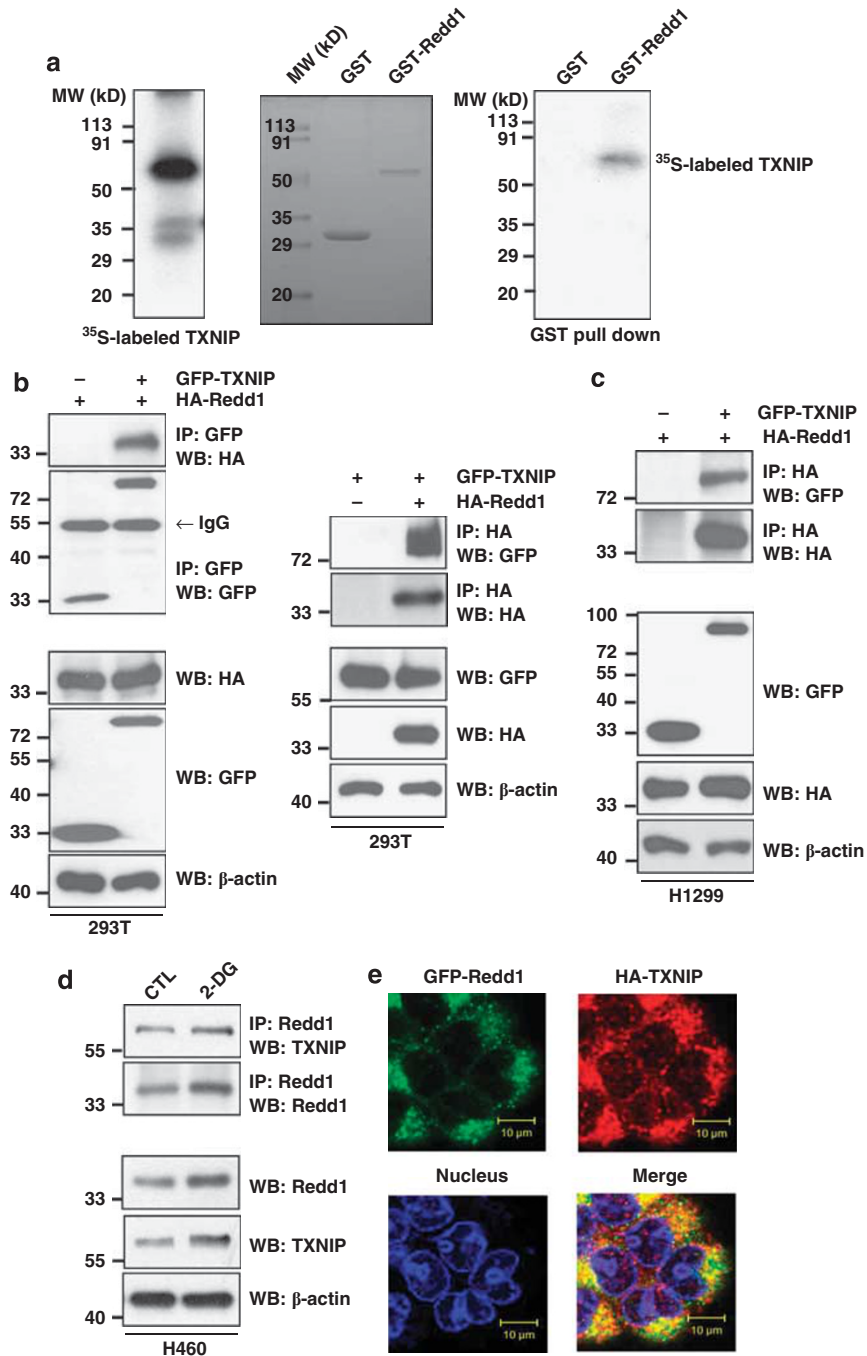 a
MW (kD)
113
91
50
35
29
20
³⁵S-labeled TXNIP
MW (kD)
GST
GST-Redd1
113
91
50
35
29
20
GST
GST-Redd1
MW (kD)
113
91
50
35
29
20
³⁵S-labeled TXNIP
GST pull down
b
– + GFP-TXNIP
+ + HA-Redd1
33
IP: GFP
WB: HA
72
55
40
33
← IgG
IP: GFP
WB: GFP
33
WB: HA
72
55
40
33
WB: GFP
40
WB: β-actin
293T
+ + GFP-TXNIP
– + HA-Redd1
72
IP: HA
WB: GFP
33
IP: HA
WB: HA
55
WB: GFP
33
WB: HA
40
WB: β-actin
293T
c
– + GFP-TXNIP
+ + HA-Redd1
72
IP: HA
WB: GFP
33
IP: HA
WB: HA
100
72
55
40
33
WB: GFP
33
WB: HA
40
WB: β-actin
H1299
d
CTL
2-DG
55
IP: Redd1
WB: TXNIP
33
IP: Redd1
WB: Redd1
33
WB: Redd1
55
WB: TXNIP
40
WB: β-actin
H460
e
GFP-Redd1
HA-TXNIP
10 µm
10 µm
Nucleus
Merge
10 µm
10 µm